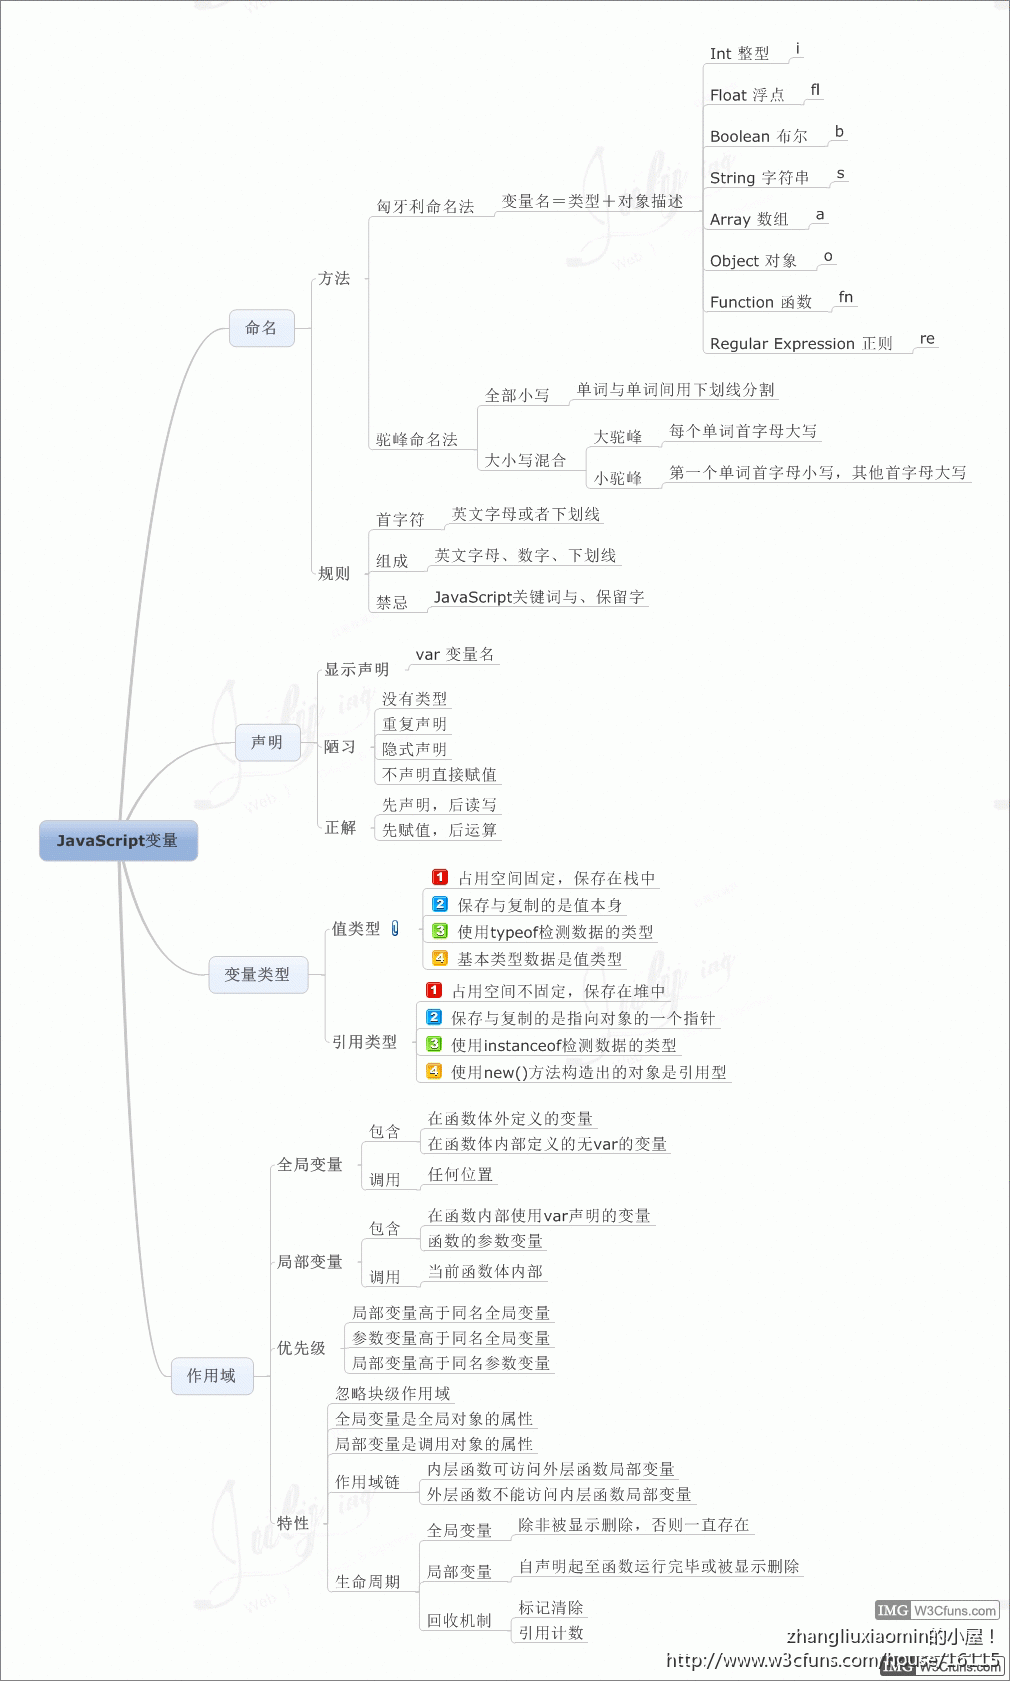 JavaScript变量
命名
方法
匈牙利命名法
变量名＝类型＋对象描述
Int 整型
i
Float 浮点
fl
Boolean 布尔
b
String 字符串
s
Array 数组
a
Object 对象
o
Function 函数
fn
Regular Expression 正则
re
驼峰命名法
全部小写
单词与单词间用下划线分割
大小写混合
大驼峰
每个单词首字母大写
小驼峰
第一个单词首字母小写，其他首字母大写
规则
首字符
英文字母或者下划线
组成
英文字母、数字、下划线
禁忌
JavaScript关键词与、保留字
声明
显示声明
var 变量名
陋习
没有类型
重复声明
隐式声明
不声明直接赋值
正解
先声明，后读写
先赋值，后运算
变量类型
值类型
1 占用空间固定，保存在栈中
2 保存与复制的是值本身
3 使用typeof检测数据的类型
4 基本类型数据是值类型
引用类型
1 占用空间不固定，保存在堆中
2 保存与复制的是指向对象的一个指针
3 使用instanceof检测数据的类型
4 使用new()方法构造出的对象是引用型
作用域
全局变量
包含
在函数体外定义的变量
在函数体内部定义的无var的变量
调用
任何位置
局部变量
包含
在函数内部使用var声明的变量
函数的参数变量
调用
当前函数体内部
优先级
局部变量高于同名全局变量
参数变量高于同名全局变量
局部变量高于同名参数变量
特性
忽略块级作用域
全局变量是全局对象的属性
局部变量是调用对象的属性
作用域链
内层函数可访问外层函数局部变量
外层函数不能访问内层函数局部变量
生命周期
全局变量
除非被显示删除，否则一直存在
局部变量
自声明起至函数运行完毕或被显示删除
回收机制
标记清除
引用计数
IMG W3Cfuns.com
zhangliuxiaomin的小屋！
http://www.w3cfuns.com/house/16115
IMG W3Cfuns.com